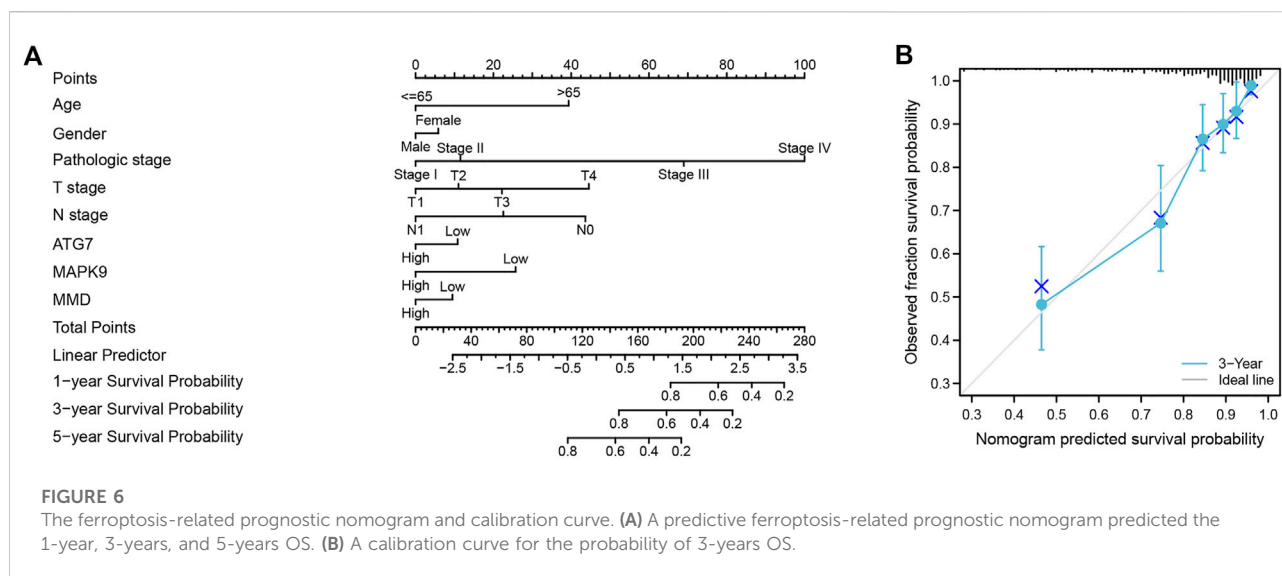 A
Points
0 20 40 60 80 100
Age
<=65 >65
Gender
Female
Male
Pathologic stage
Stage II Stage IV
Stage I Stage III
T stage
T2 T4
T1 T3
N stage
N1 N0
ATG7
Low
High
MAPK9
Low
High
MMD
Low
High
Total Points
0 40 80 120 160 200 240 280
Linear Predictor
−2.5 −1.5 −0.5 0.5 1.5 2.5 3.5
1−year Survival Probability
0.8 0.6 0.4 0.2
3−year Survival Probability
0.8 0.6 0.4 0.2
5−year Survival Probability
0.8 0.6 0.4 0.2
B
Observed fraction survival probability
1.0
0.9
0.8
0.7
0.6
0.5
0.4
0.3
3−Year
Ideal line
0.3 0.4 0.5 0.6 0.7 0.8 0.9 1.0
Nomogram predicted survival probability
FIGURE 6
The ferroptosis-related prognostic nomogram and calibration curve. (A) A predictive ferroptosis-related prognostic nomogram predicted the
1-year, 3-years, and 5-years OS. (B) A calibration curve for the probability of 3-years OS.